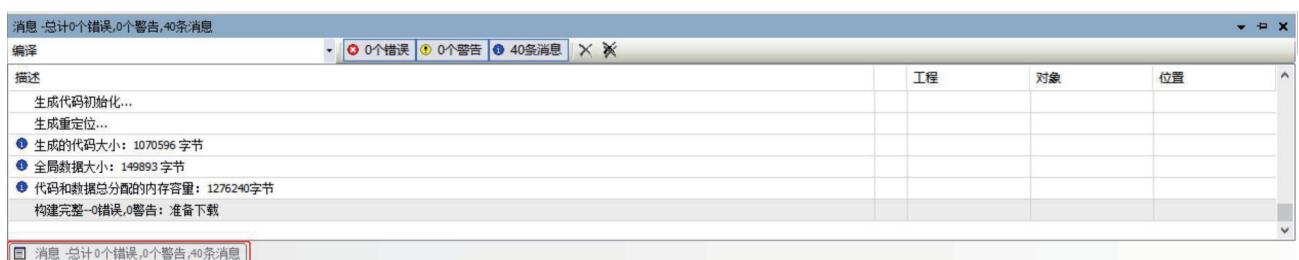 消息 -总计0个错误,0个警告,40条消息
编译 0个错误 0个警告 40条消息
描述 工程 对象 位置
生成代码初始化...
生成重定位...
生成的代码大小：1070596 字节
全局数据大小：149893 字节
代码和数据总分配的内存容量：1276240字节
构建完整--0错误,0警告：准备下载
消息 -总计0个错误,0个警告,40条消息